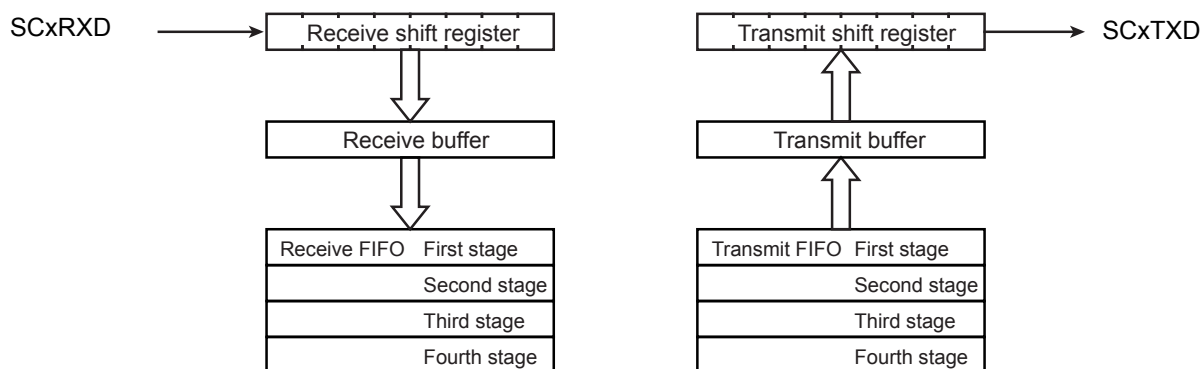 SCxRXD
Receive shift register
Receive buffer
Receive FIFO First stage
Second stage
Third stage
Fourth stage
Transmit shift register
SCxTXD
Transmit buffer
Transmit FIFO First stage
Second stage
Third stage
Fourth stage